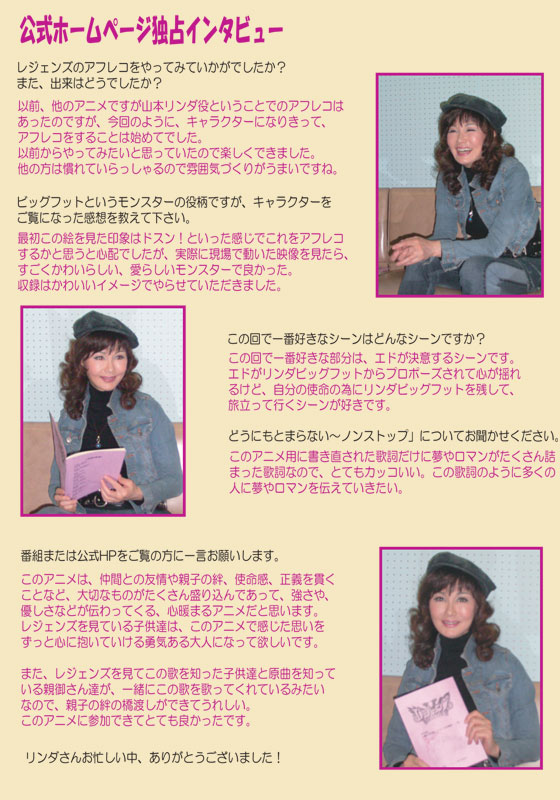 公式ホームページ独占インタビュー
レジェンズのアフレコをやってみていかがでしたか？
また、出来はどうでしたか？
以前、他のアニメですが山本リンダ役ということでのアフレコは
あったのですが、今回のように、キャラクターになりきって、
アフレコをすることは始めてでした。
以前からやってみたいと思っていたので楽しくできました。
他の方は慣れていらっしゃるので雰囲気づくりがうまいですね。
ビッグフットというモンスターの役柄ですが、キャラクターを
ご覧になった感想を教えて下さい。
最初この絵を見た印象はドスン！といった感じでこれをアフレコ
するかと思うと心配でしたが、実際に現場で動いた映像を見たら、
すごくかわいらしい、愛らしいモンスターで良かった。
収録はかわいいイメージでやらせていただきました。
この回で一番好きなシーンはどんなシーンですか？
この回で一番好きな部分は、エドが決意するシーンです。
エドがリンダビッグフットからプロポーズされて心が揺れ
るけど、自分の使命の為にリンダビッグフットを残して、
旅立って行くシーンが好きです。
どうにもとまらない～ノンストップ」についてお聞かせください。
このアニメ用に書き直された歌詞だけに夢やロマンがたくさん詰
まった歌詞なので、とてもカッコいい。この歌詞のように多くの
人に夢やロマンを伝えていきたい。
番組または公式HPをご覧の方に一言お願いします。
このアニメは、仲間との友情や親子の絆、使命感、正義を貫く
ことなど、大切なものがたくさん盛り込んであって、強さや、
優しさなどが伝わってくる、心暖まるアニメだと思います。
レジェンズを見ている子供達は、このアニメで感じた思いを
ずっと心に抱いていける勇気ある大人になって欲しいです。
また、レジェンズを見てこの歌を知った子供達と原曲を知って
いる親御さん達が、一緒にこの歌を歌ってくれているみたい
なので、親子の絆の橋渡しができてうれしい。
このアニメに参加できてとても良かったです。
リンダさんお忙しい中、ありがとうございました！